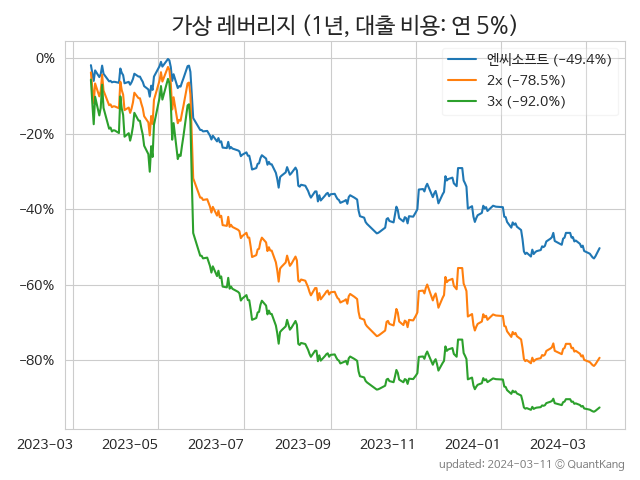 가상 레버리지 (1년, 대출 비용: 연 5%)
엔씨소프트 (−49.4%)
2x (−78.5%)
3x (−92.0%)
0%
−20%
−40%
−60%
−80%
2023-03
2023-05
2023-07
2023-09
2023-11
2024-01
2024-03
updated: 2024-03-11 © QuantKang